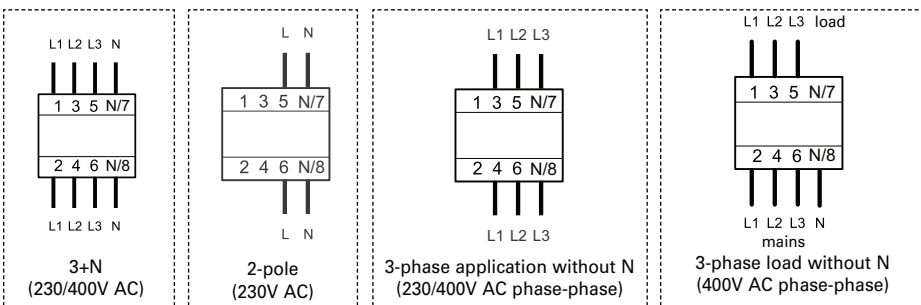 L1 L2 L3 N
1 3 5 N/7
2 4 6 N/8
L1 L2 L3 N
3+N
(230/400V AC)
L N
1 3 5 N/7
2 4 6 N/8
L N
2-pole
(230V AC)
L1 L2 L3
1 3 5 N/7
2 4 6 N/8
L1 L2 L3
3-phase application without N
(230/400V AC phase-phase)
L1 L2 L3 load
1 3 5 N/7
2 4 6 N/8
L1 L2 L3 N
mains
3-phase load without N
(400V AC phase-phase)